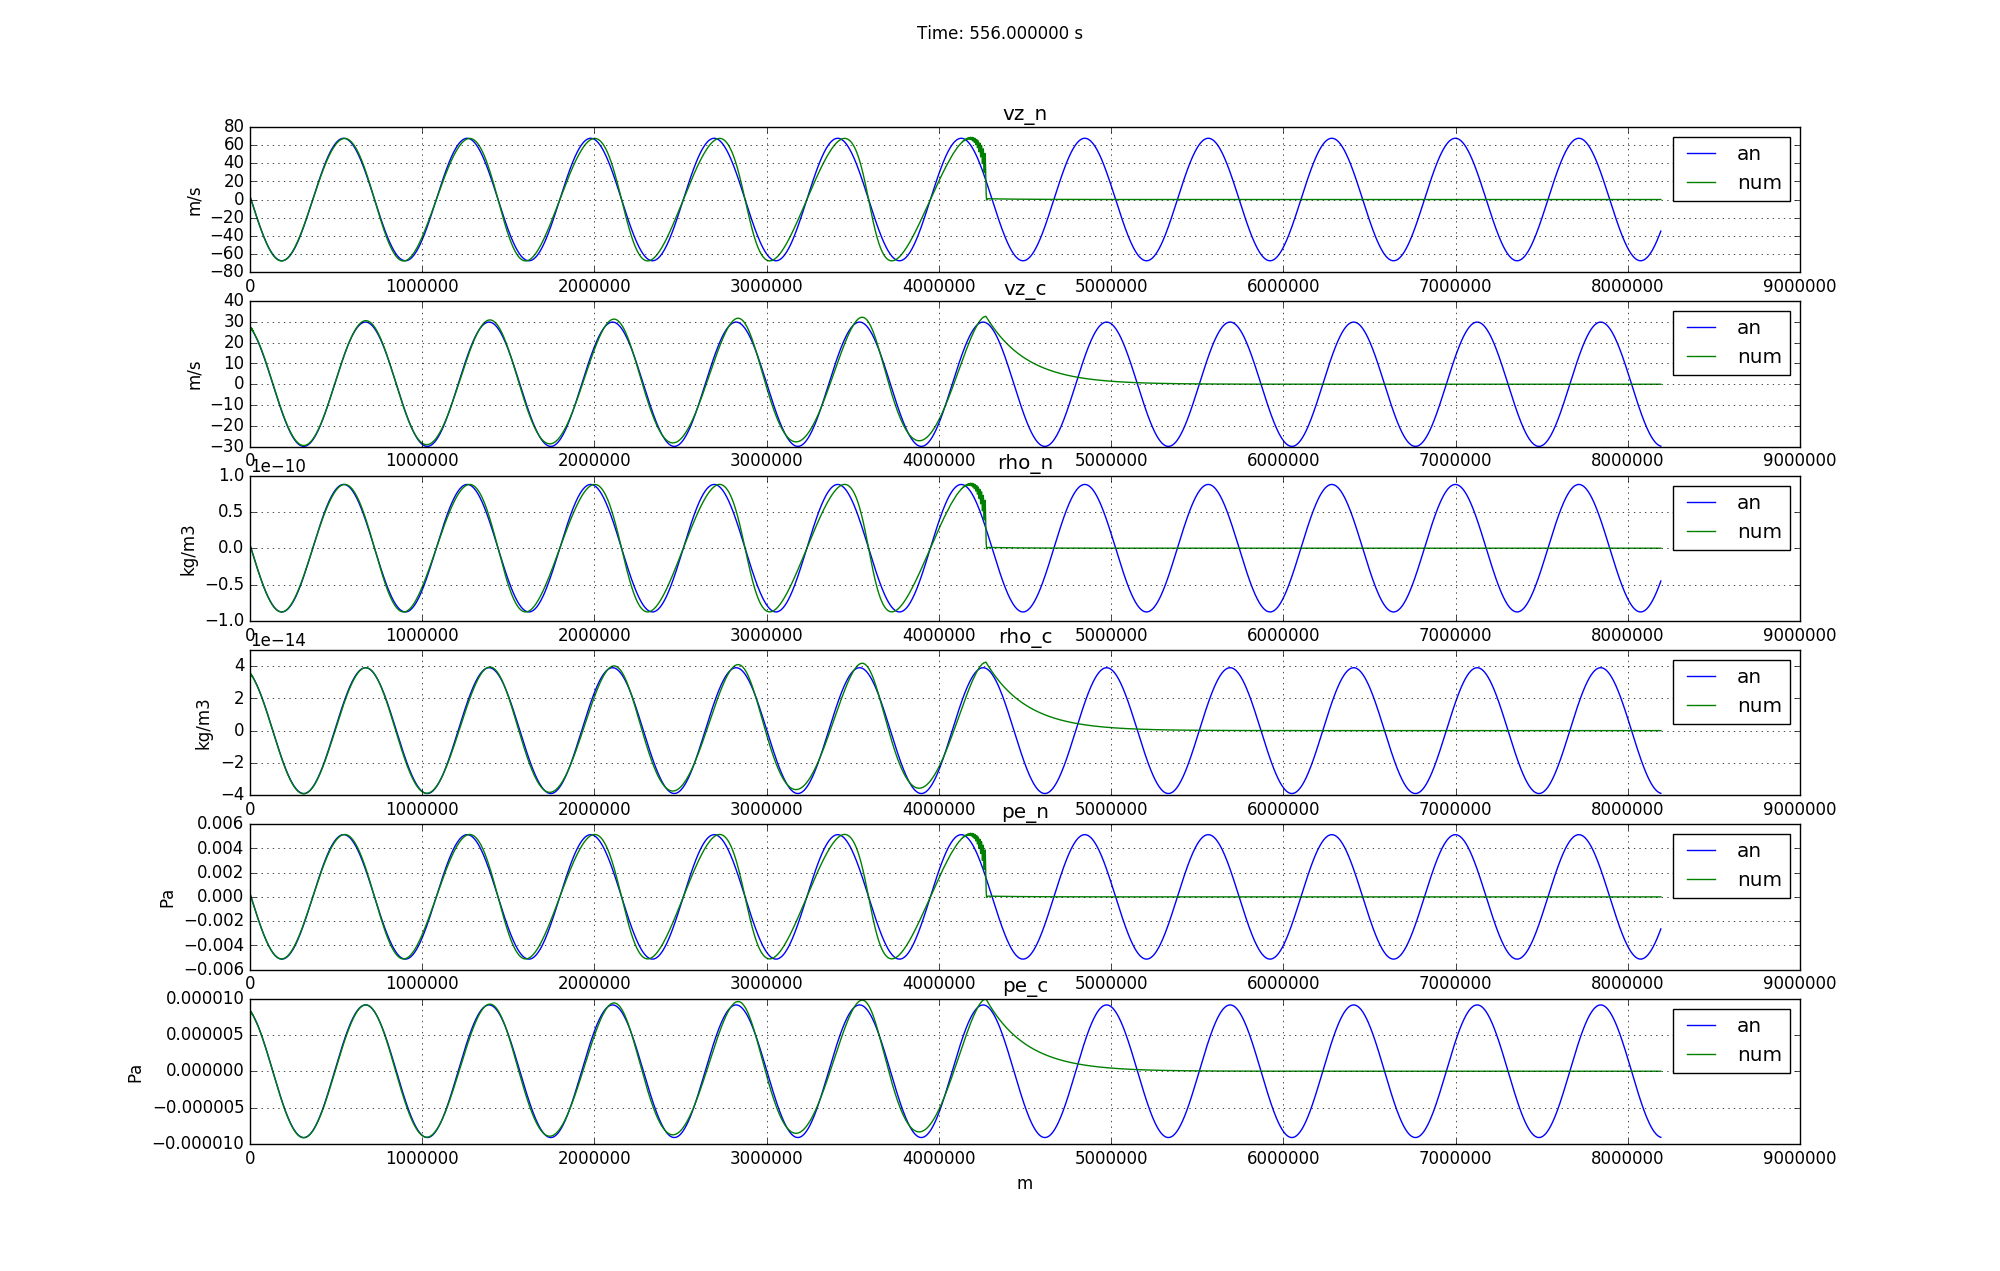 Time: 556.000000 s
vz_n
80
60
40
20
0
−20
−40
−60
−80
m/s
an
num
0 1000000 2000000 3000000 4000000 5000000 6000000 7000000 8000000 9000000
vz_c
40
30
20
10
0
−10
−20
−30
m/s
an
num
0 1000000 2000000 3000000 4000000 5000000 6000000 7000000 8000000 9000000
1e−10
rho_n
1.0
0.5
0.0
−0.5
−1.0
kg/m3
an
num
0 1000000 2000000 3000000 4000000 5000000 6000000 7000000 8000000 9000000
1e−14
rho_c
4
2
0
−2
−4
kg/m3
an
num
0 1000000 2000000 3000000 4000000 5000000 6000000 7000000 8000000 9000000
pe_n
0.006
0.004
0.002
0.000
−0.002
−0.004
−0.006
Pa
an
num
0 1000000 2000000 3000000 4000000 5000000 6000000 7000000 8000000 9000000
pe_c
0.000010
0.000005
0.000000
−0.000005
−0.000010
Pa
an
num
0 1000000 2000000 3000000 4000000 5000000 6000000 7000000 8000000 9000000
m